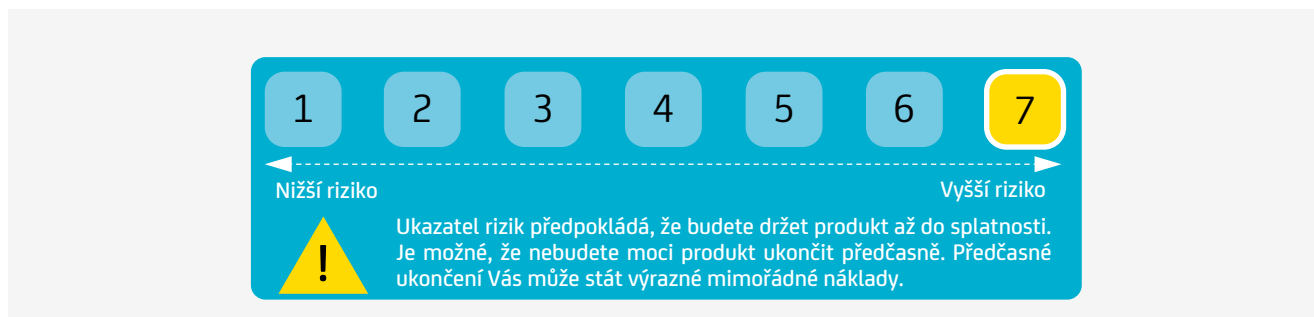 1 2 3 4 5 6 7
Nižší riziko Vyšší riziko
Ukazatel rizik předpokládá, že budete držet produkt až do splatnosti.
Je možné, že nebudete moci produkt ukončit předčasně. Předčasné
! ukončení Vás může stát výrazné mimořádné náklady.